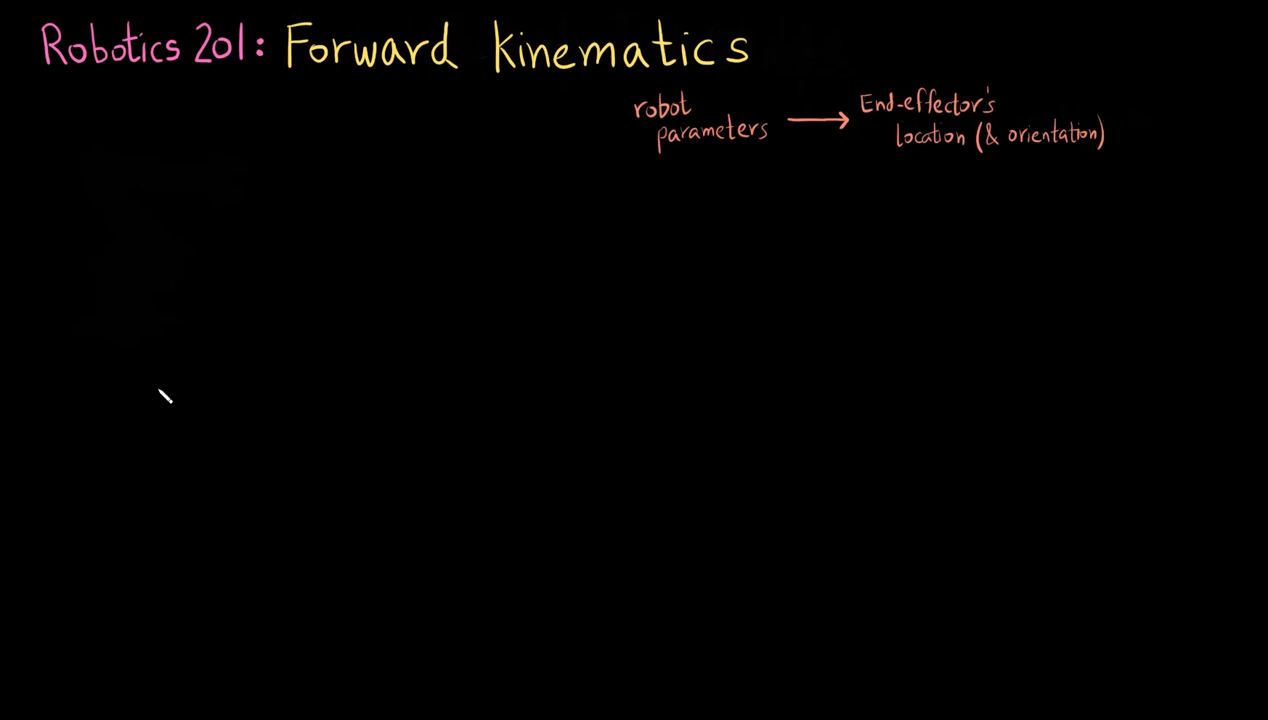 Robotics 201: Forward kinematics
robot
parameters
⟶
End-effector's
location (& orientation)